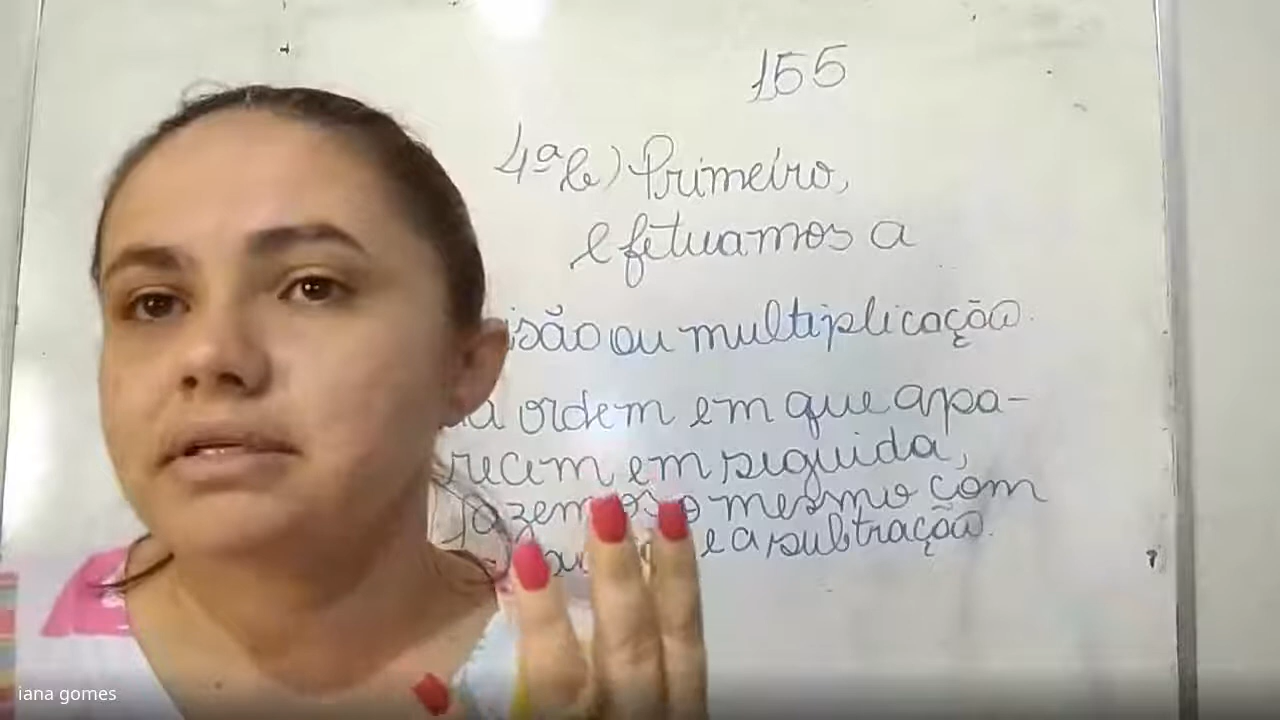 155
4ª b) Primeiro,
efetuamos a
isão ou multiplicação.
na ordem em que apa-
recem em seguida,
fazemos o mesmo com
e a subtração.
iana gomes